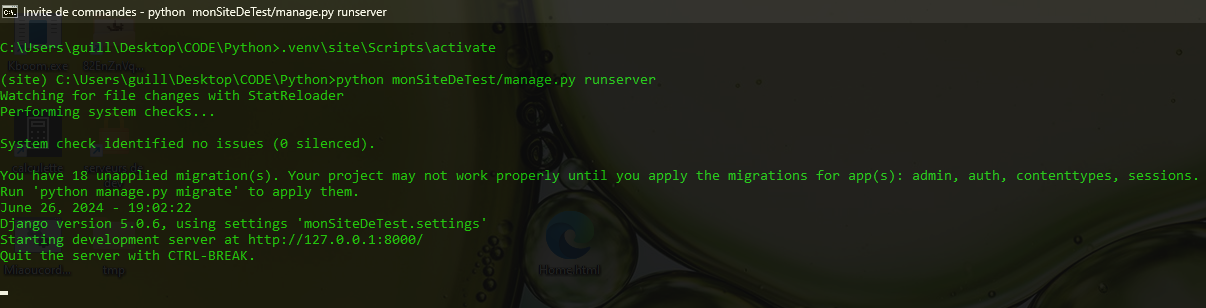 Invite de commandes - python  monSiteDeTest/manage.py runserver
C:\Users\guill\Desktop\CODE\Python>.venv\site\Scripts\activate
(site) C:\Users\guill\Desktop\CODE\Python>python monSiteDeTest/manage.py runserver
Watching for file changes with StatReloader
Performing system checks...
System check identified no issues (0 silenced).
You have 18 unapplied migration(s). Your project may not work properly until you apply the migrations for app(s): admin, auth, contenttypes, sessions.
Run 'python manage.py migrate' to apply them.
June 26, 2024 - 19:02:22
Django version 5.0.6, using settings 'monSiteDeTest.settings'
Starting development server at http://127.0.0.1:8000/
Quit the server with CTRL-BREAK.
tmp
Home.html